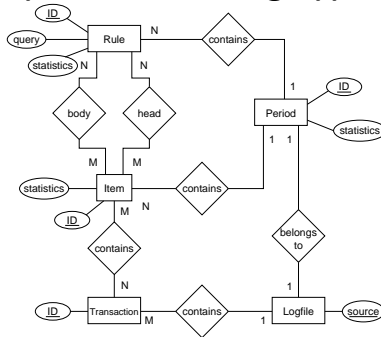 ID
query
Rule
statistics
N
contains
N
N
body
head
1
ID
Period
statistics
M
M
1
1
statistics
Item
contains
ID
M
N
contains
belongs
to
N
1
ID
Transaction
M
contains
1
Logfile
source